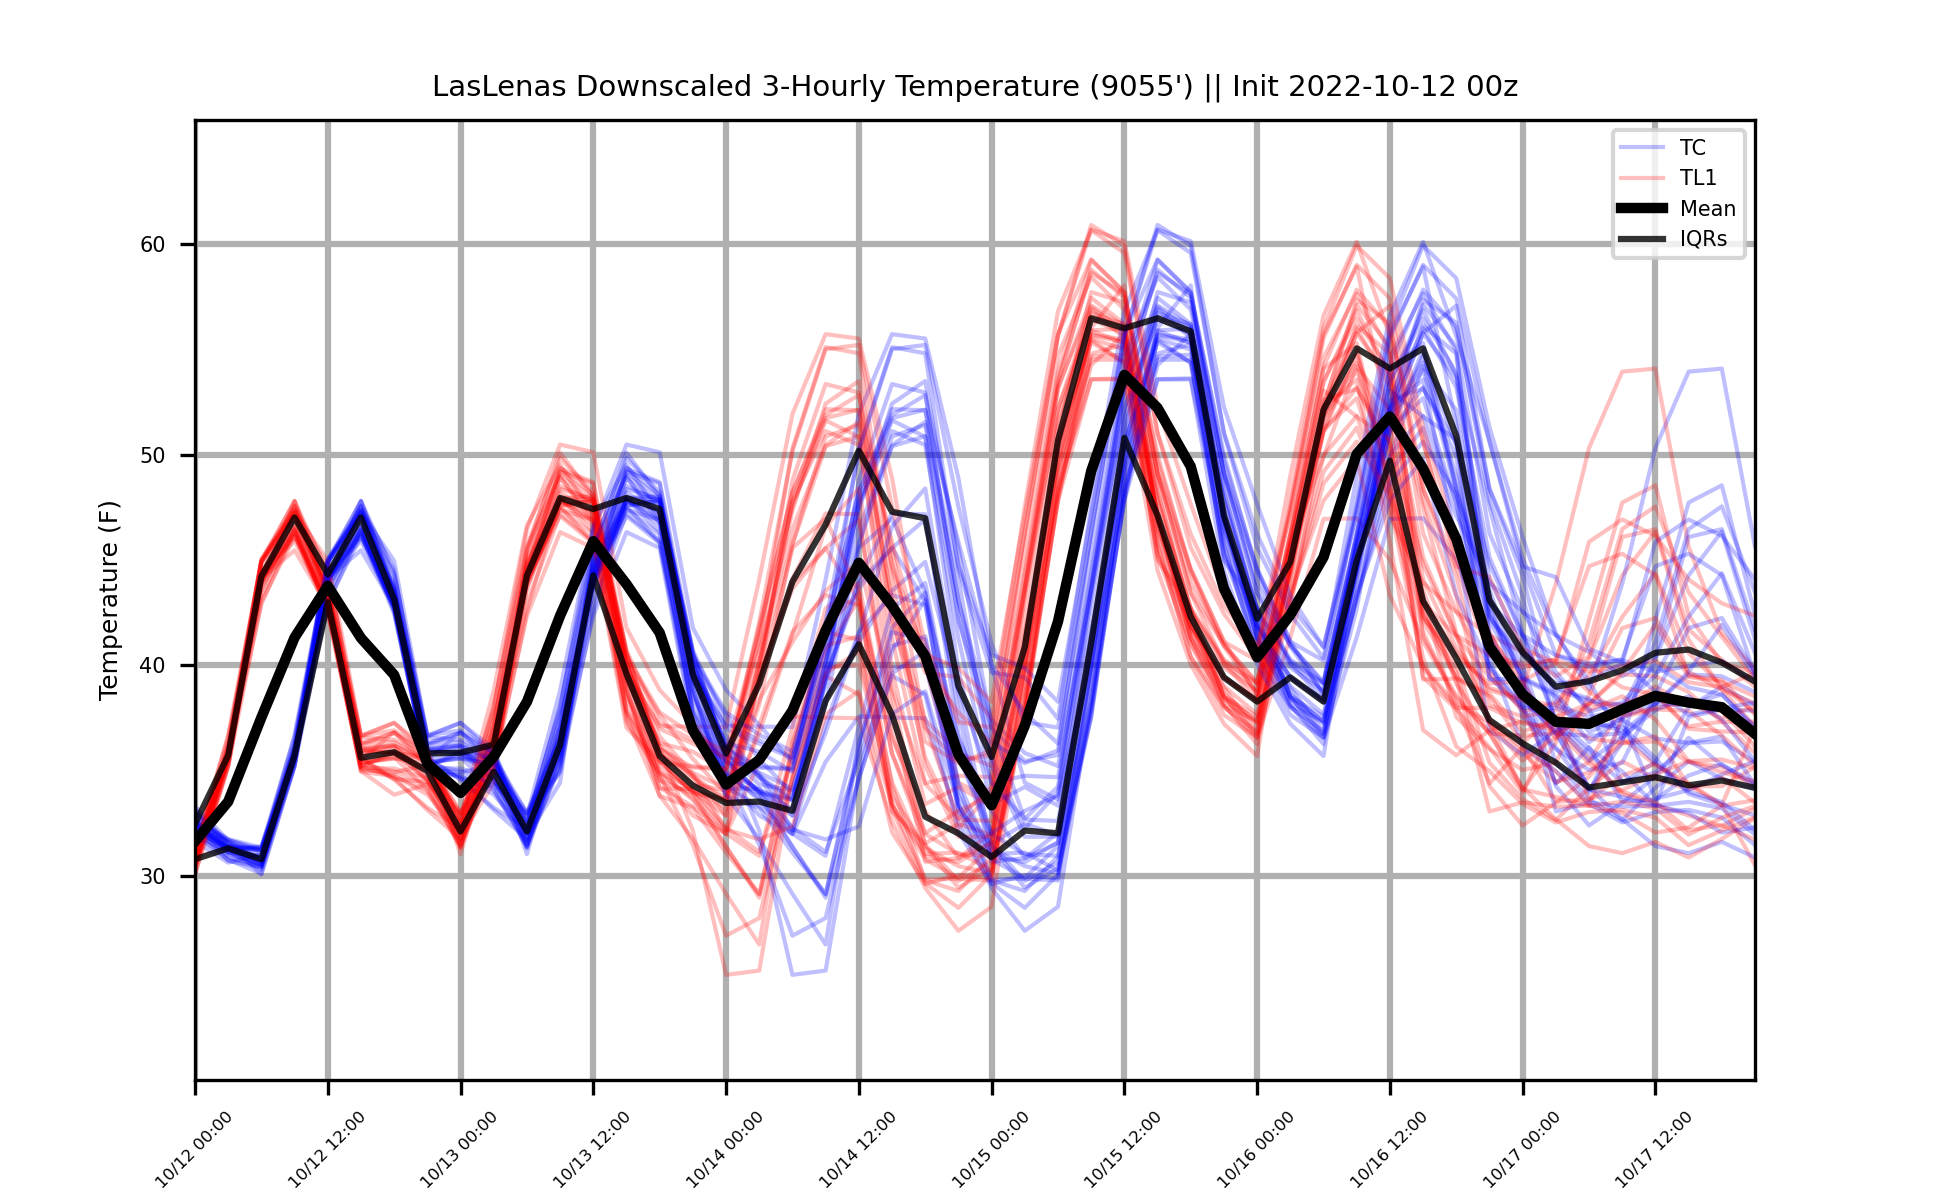 LasLenas Downscaled 3-Hourly Temperature (9055') || Init 2022-10-12 00z
TC
TL1
Mean
IQRs
Temperature (F)
60
50
40
30
10/12 00:00
10/12 12:00
10/13 00:00
10/13 12:00
10/14 00:00
10/14 12:00
10/15 00:00
10/15 12:00
10/16 00:00
10/16 12:00
10/17 00:00
10/17 12:00